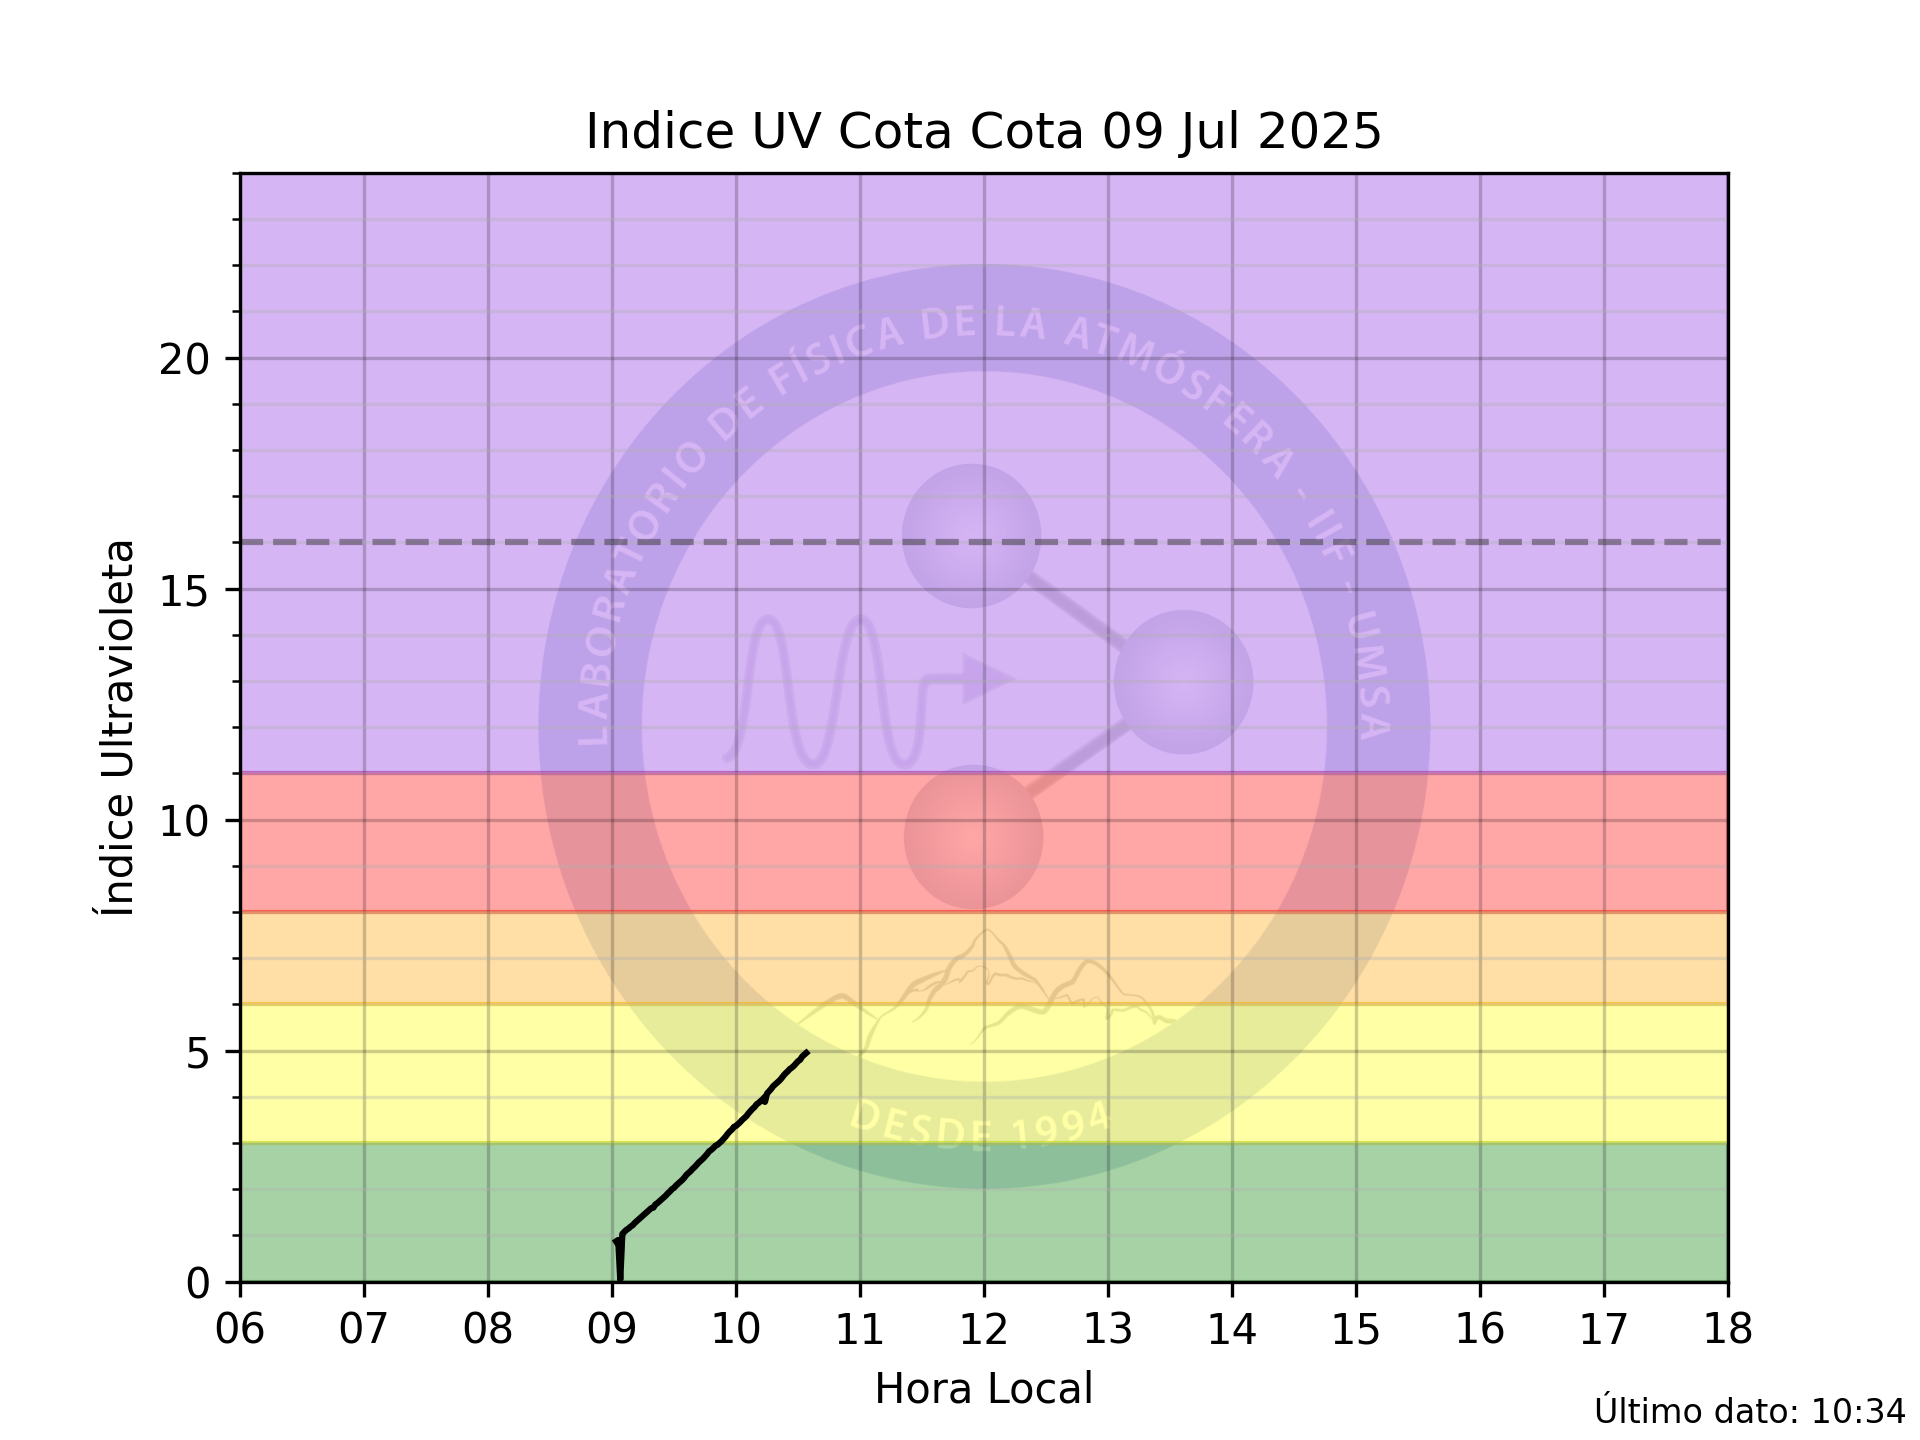 Indice UV Cota Cota 09 Jul 2025
Índice Ultravioleta
20
15
10
5
0
LABORATORIO DE FÍSICA DE LA ATMÓSFERA - IIF - UMSA
DESDE 1994
06 07 08 09 10 11 12 13 14 15 16 17 18
Hora Local
Último dato: 10:34